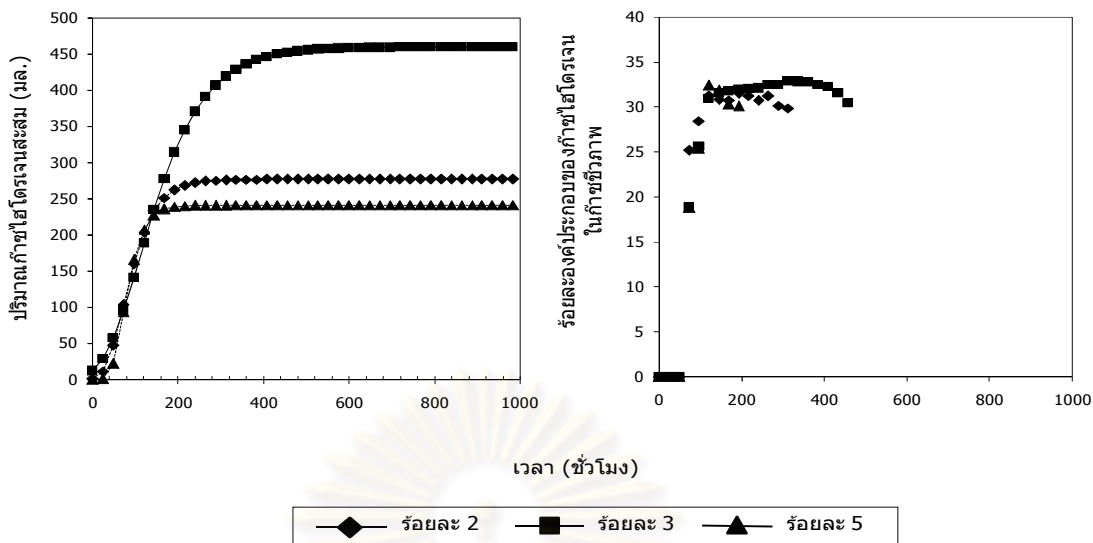 ปริมาณก๊าซไฮโดรเจนสะสม (มล.)
500
450
400
350
300
250
200
150
100
50
0
0 200 400 600 800 1000
ร้อยละองค์ประกอบของก๊าซไฮโดรเจน
ในก๊าซชีวภาพ
40
35
30
25
20
15
10
5
0
0 200 400 600 800 1000
เวลา (ชั่วโมง)
ร้อยละ 2 ร้อยละ 3 ร้อยละ 5